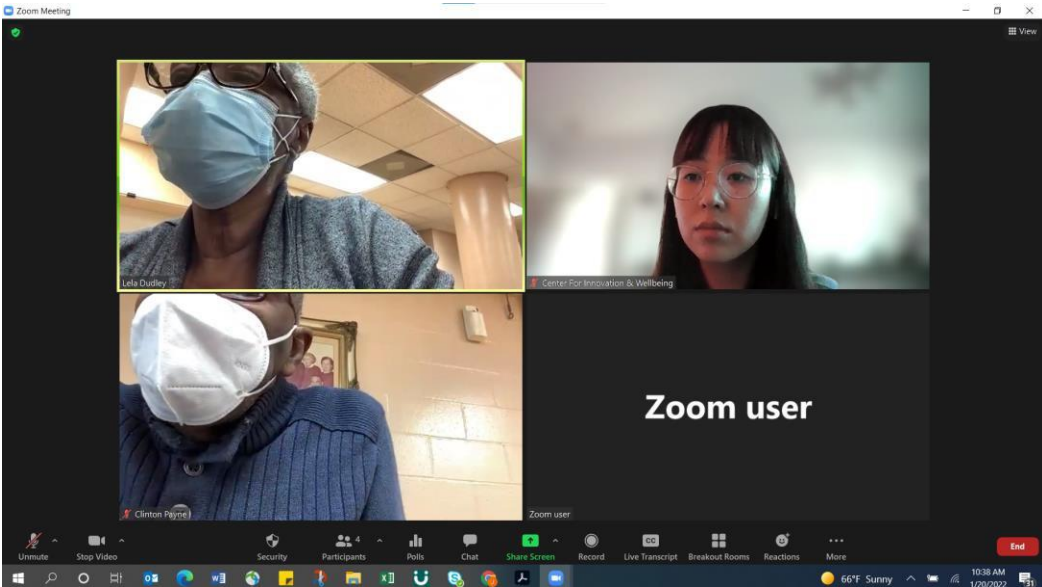 Zoom Meeting
View
Lela Dudley
Center For Innovation & Wellbeing
Clinton Payne
Zoom user
Zoom user
Unmute
Stop Video
Security
4
Participants
Polls
Chat
Share Screen
Record
CC
Live Transcript
Breakout Rooms
Reactions
More
End
66°F Sunny
10:38 AM
1/20/2022
31